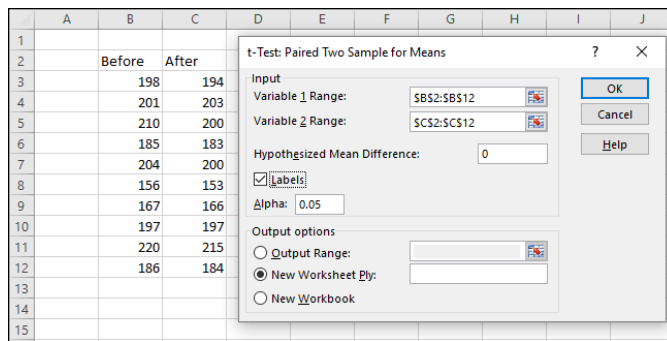 A B C D E F G H I J
1
2 Before After
3 198 194
4 201 203
5 210 200
6 185 183
7 204 200
8 156 153
9 167 166
10 197 197
11 220 215
12 186 184
13
14
15
t-Test: Paired Two Sample for Means ? ×
Input
Variable 1 Range: $B$2:$B$12
Variable 2 Range: $C$2:$C$12
Hypothesized Mean Difference: 0
Labels
Alpha: 0.05
Output options
Output Range:
New Worksheet Ply:
New Workbook
OK
Cancel
Help